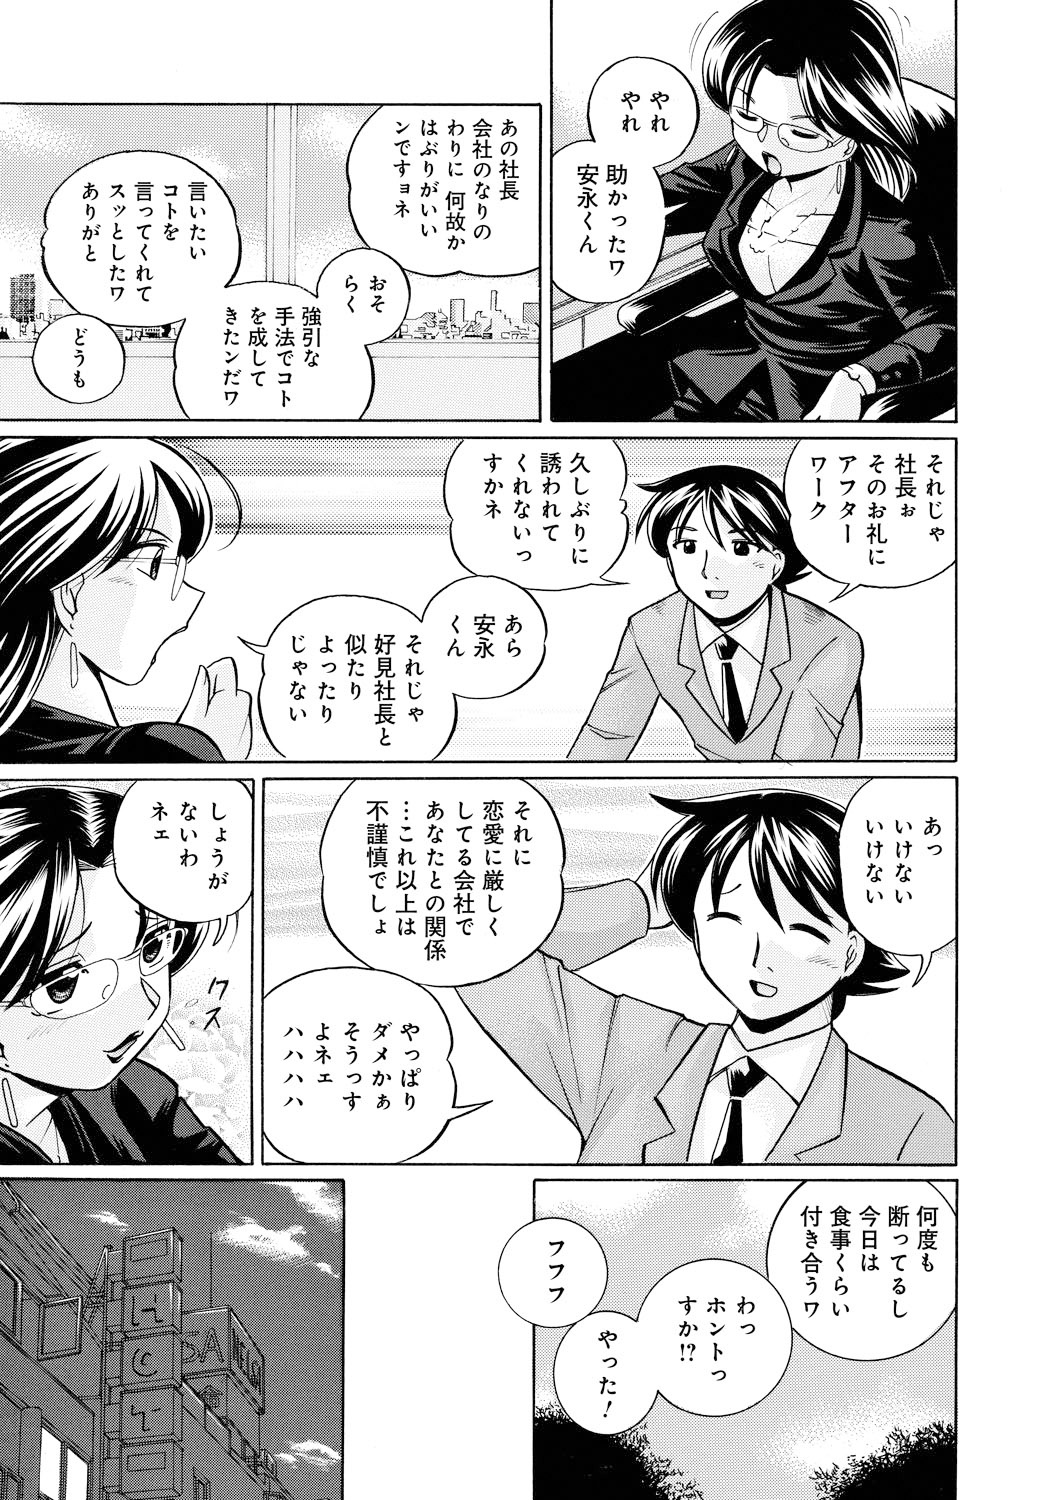 やれ
やれ
助かったワ
安永くん
あの社長
会社のなりの
わりに 何故か
はぶりがいい
ンですョネ
おそ
らく
強引な
手法でコト
を成して
きたンだワ
言いたい
コトを
言ってくれて
スッとしたワ
ありがと
どうも
それじゃ
社長ぉ
そのお礼に
アフター
ワーク
久しぶりに
誘われて
くれないっ
すかネ
あら
安永
くん
それじゃ
好見社長と
似たり
よったり
じゃない
あっ
いけない
いけない
それに
恋愛に厳しく
してる会社で
あなたとの関係
…これ以上は
不謹慎でしょ
やっぱり
ダメかぁ
そうっす
よネェ
ハハハハ
しょうが
ないわ
ネェ
クス
何度も
断ってるし
今日は
食事くらい
付き合うワ
わっ
ホントっ
すか!?
やった!
フフフ